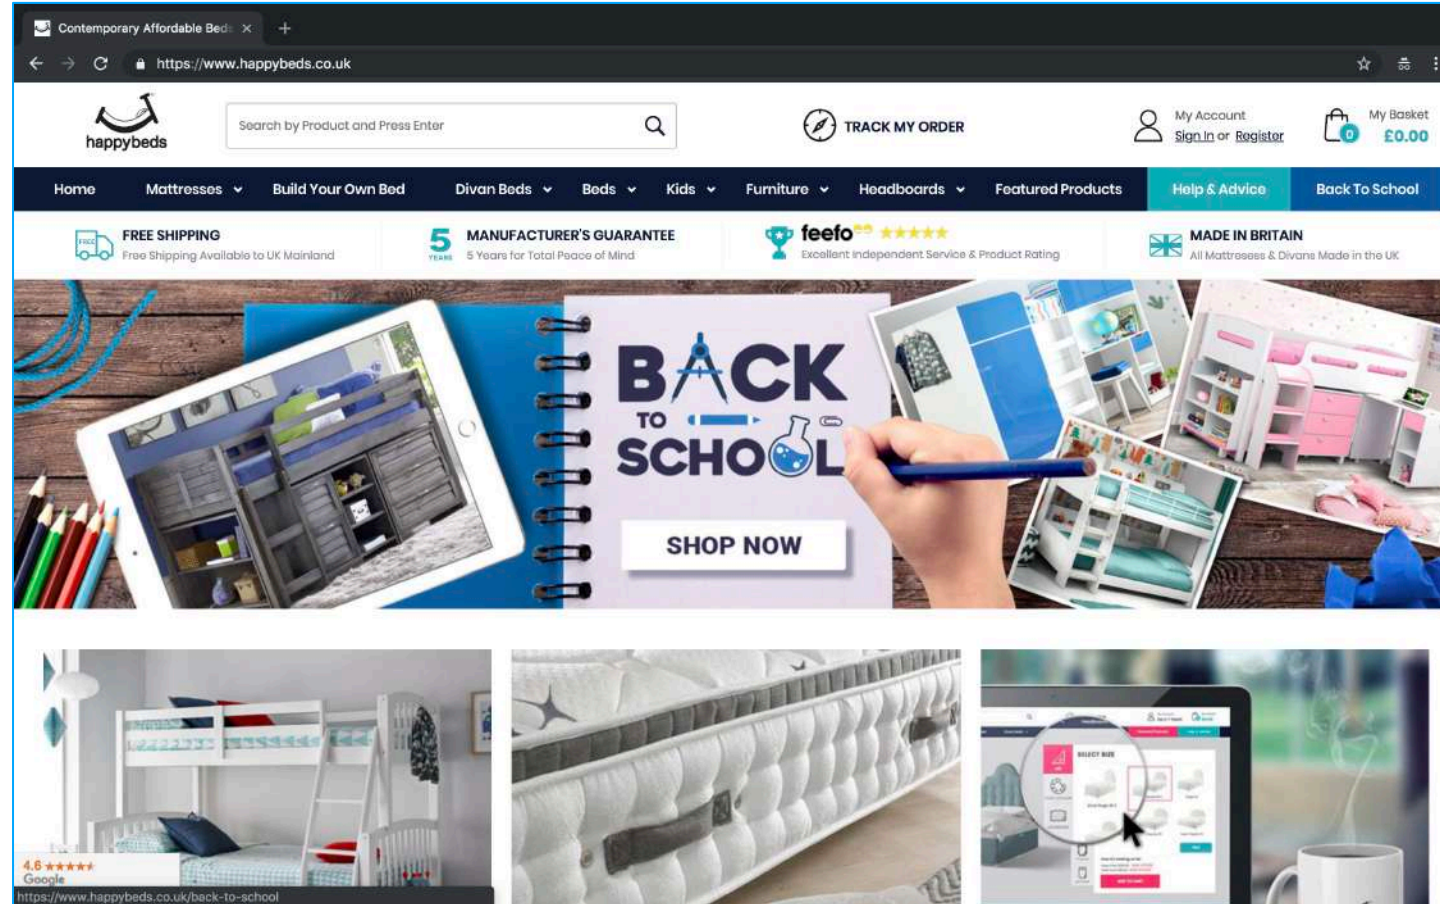 Contemporary Affordable Beds
https://www.happybeds.co.uk
happybeds
Search by Product and Press Enter
TRACK MY ORDER
My Account
Sign In or Register
0
My Basket
£0.00
Home Mattresses Build Your Own Bed Divan Beds Beds Kids Furniture Headboards Featured Products Help & Advice Back To School
FREE
FREE SHIPPING
Free Shipping Available to UK Mainland
5
YEARS
MANUFACTURER'S GUARANTEE
5 Years for Total Peace of Mind
feefo
Excellent Independent Service & Product Rating
MADE IN BRITAIN
All Mattresess & Divans Made in the UK
BACK
TO
SCHOOL
SHOP NOW
SELECT SIZE
4.6
Google
https://www.happybeds.co.uk/back-to-school